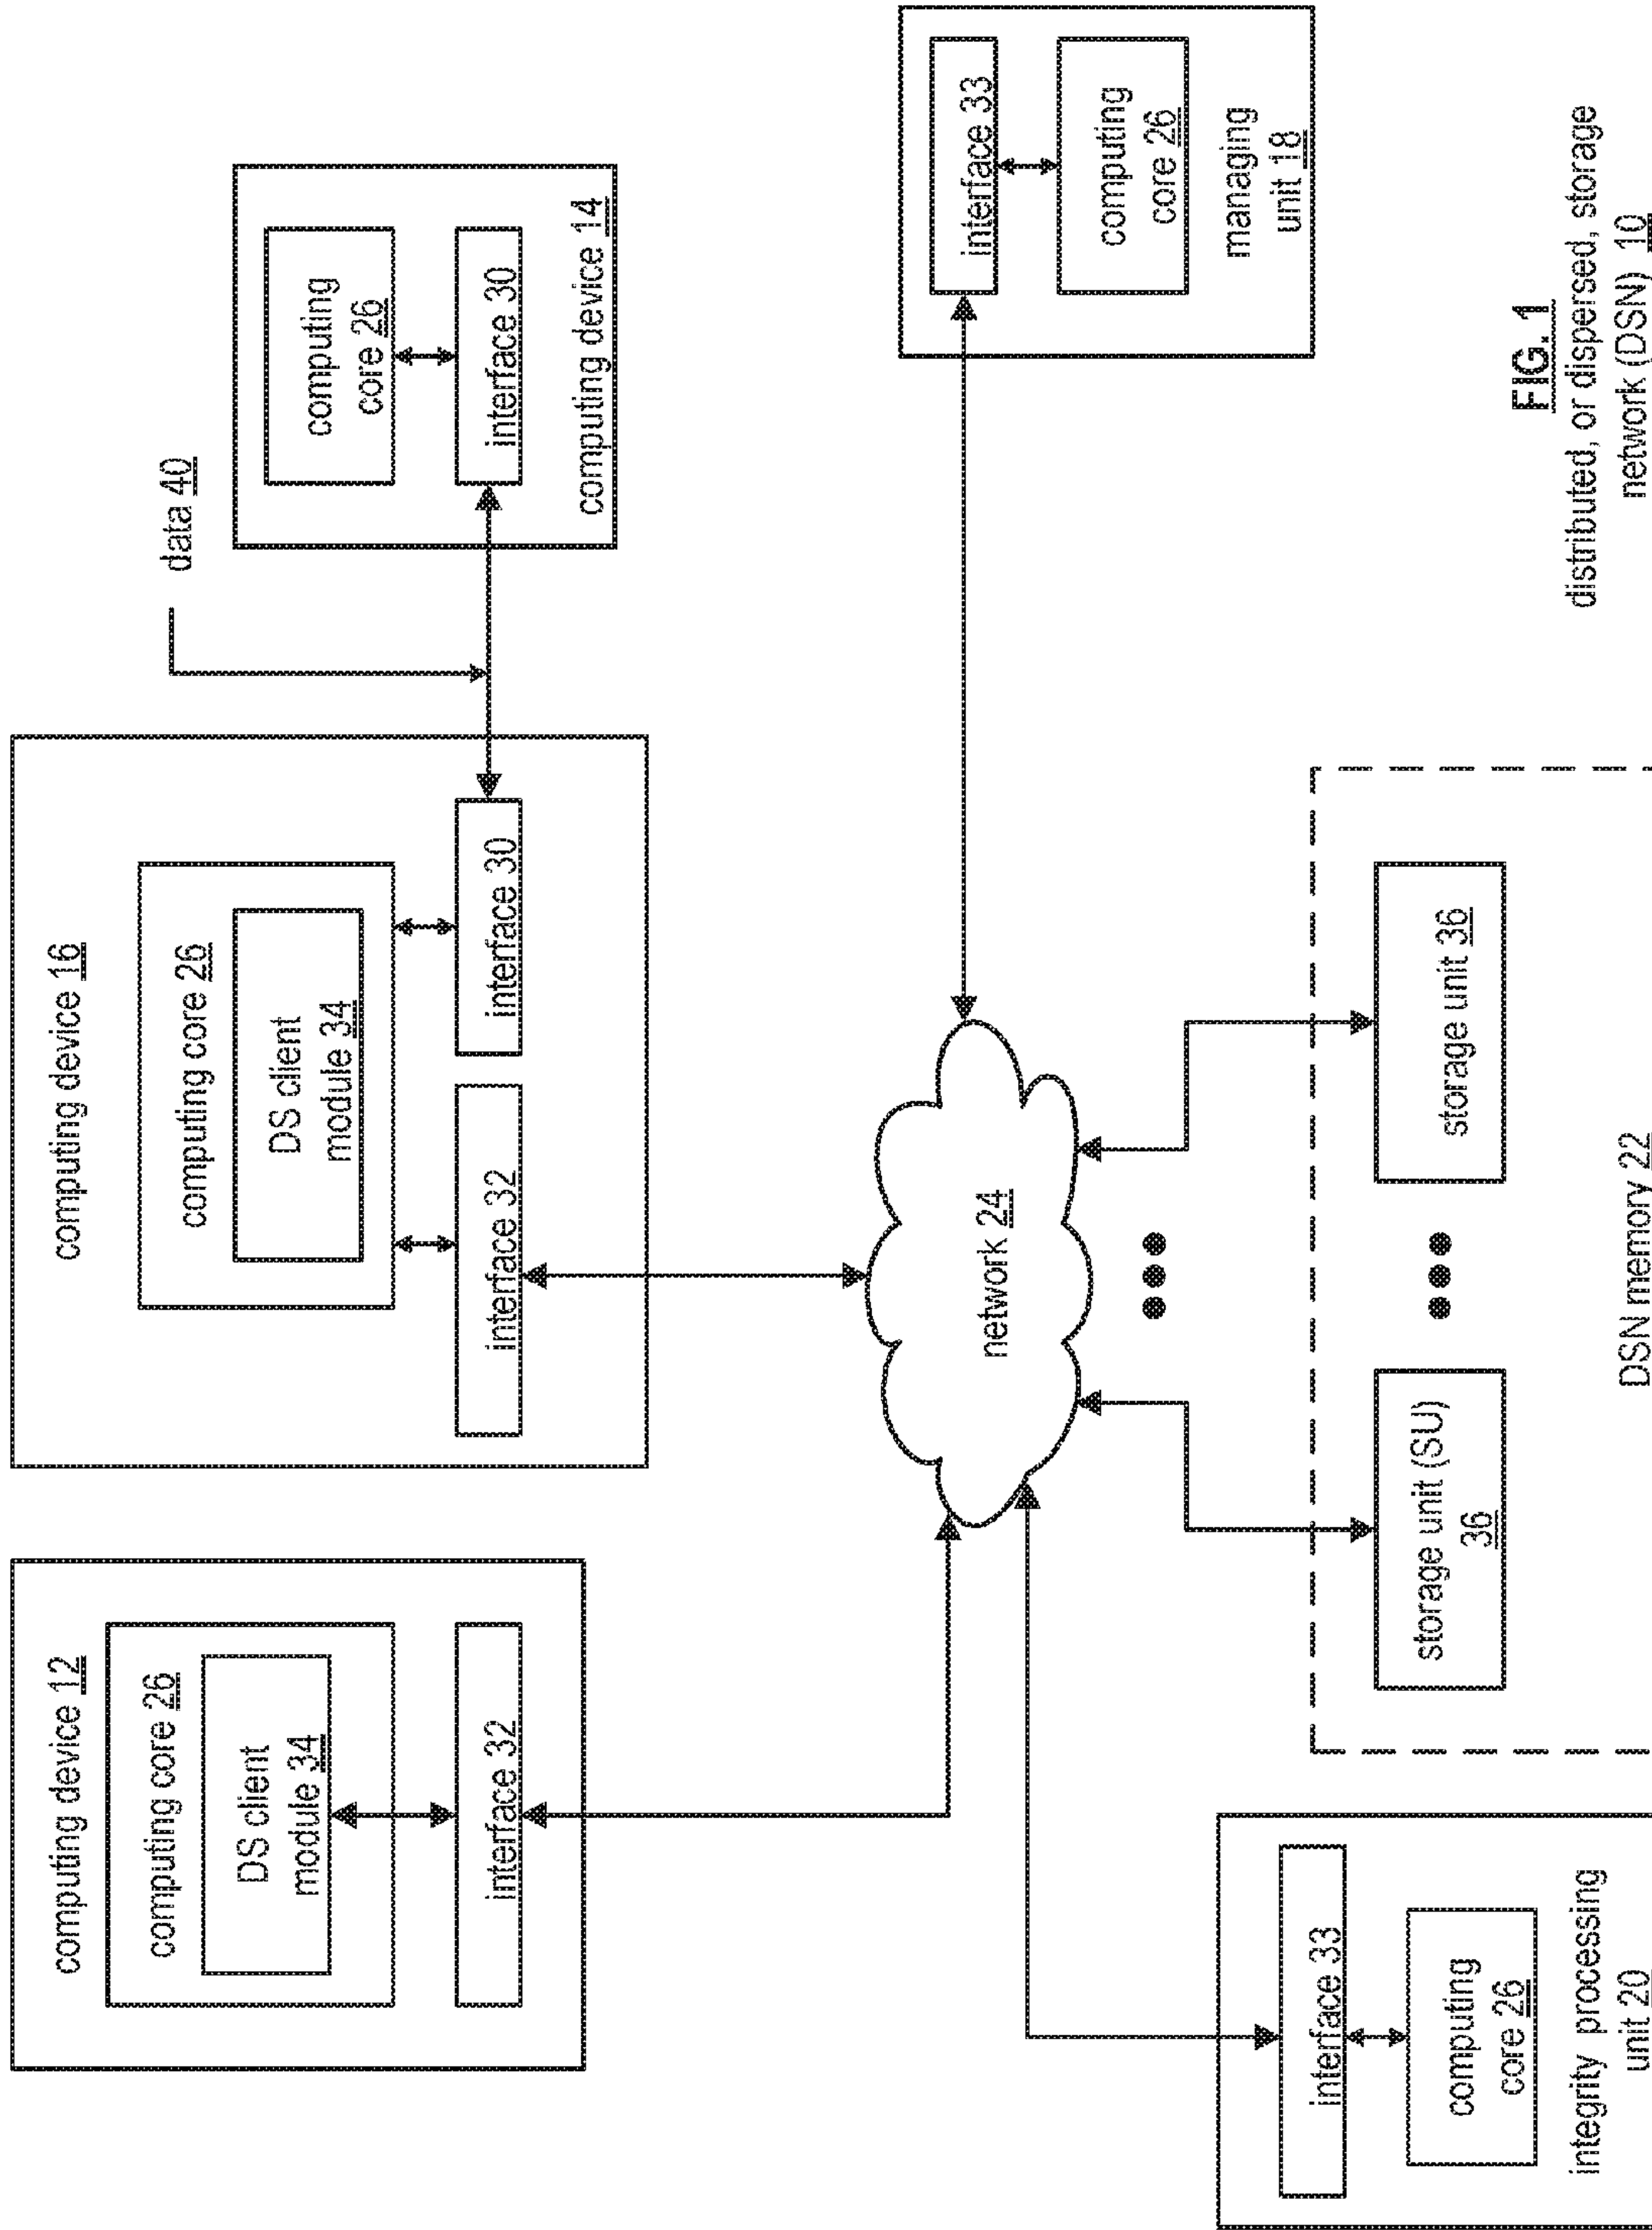 computing device 12
computing core 26
DS client
module 34
interface 32
computing device 16
computing core 26
DS client
module 34
interface 32
interface 30
data 40
computing
core 26
interface 30
computing device 14
network 24
interface 33
computing
core 26
managing
unit 18
interface 33
computing
core 26
integrity processing
unit 20
storage unit (SU)
36
storage unit 36
DSN memory 22
FIG. 1
distributed, or dispersed, storage
network (DSN) 10